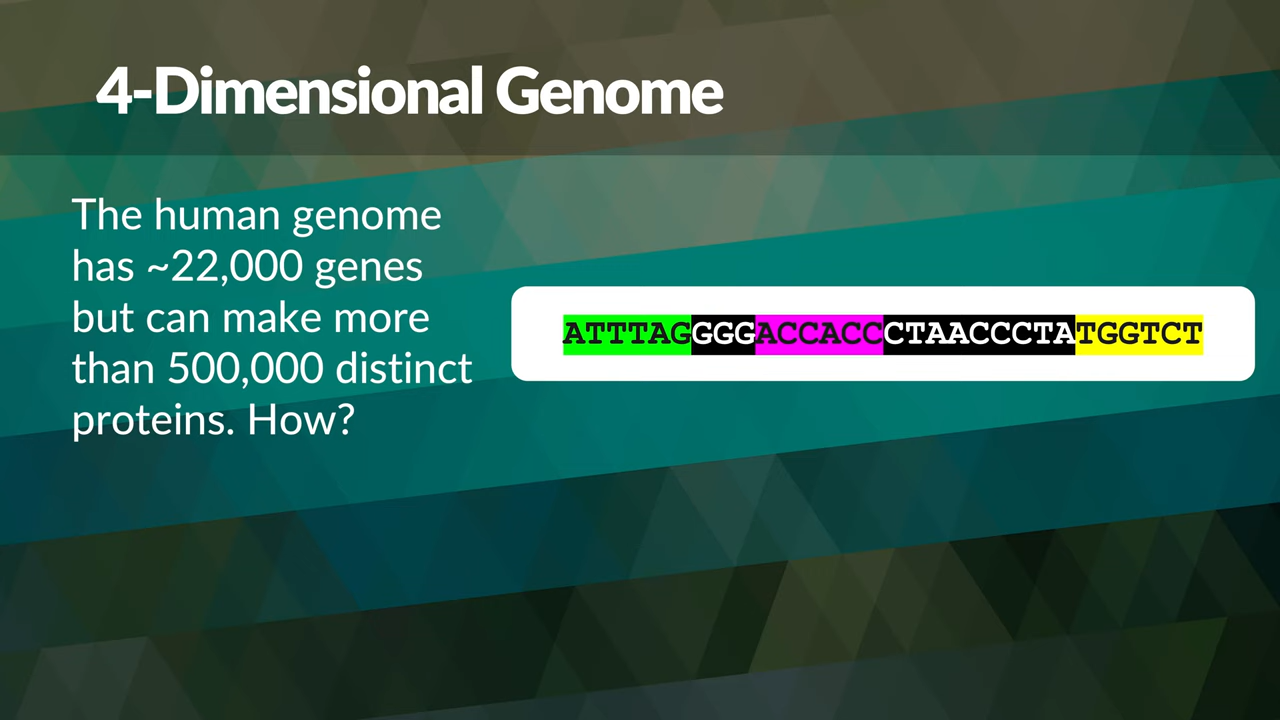 4-Dimensional Genome
The human genome
has ~22,000 genes
but can make more
than 500,000 distinct
proteins. How?
ATTTAGGGGACCACCCTAACCCTATGGTCT